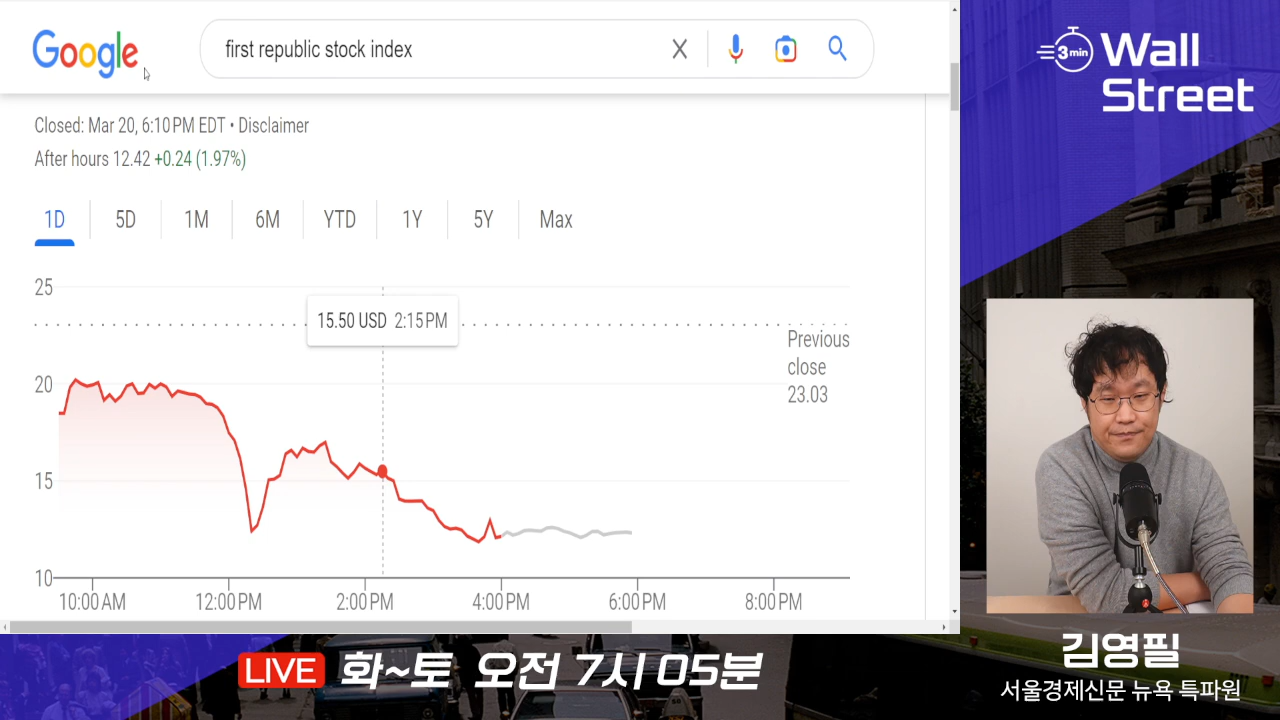 Google
first republic stock index
Closed: Mar 20, 6:10 PM EDT • Disclaimer
After hours 12.42 +0.24 (1.97%)
1D 5D 1M 6M YTD 1Y 5Y Max
25
15.50 USD 2:15 PM
Previous
close
23.03
20
15
10
10:00 AM 12:00 PM 2:00 PM 4:00 PM 6:00 PM 8:00 PM
3 min Wall
Street
김영필
서울경제신문 뉴욕 특파원
LIVE 화~토 오전 7시 05분